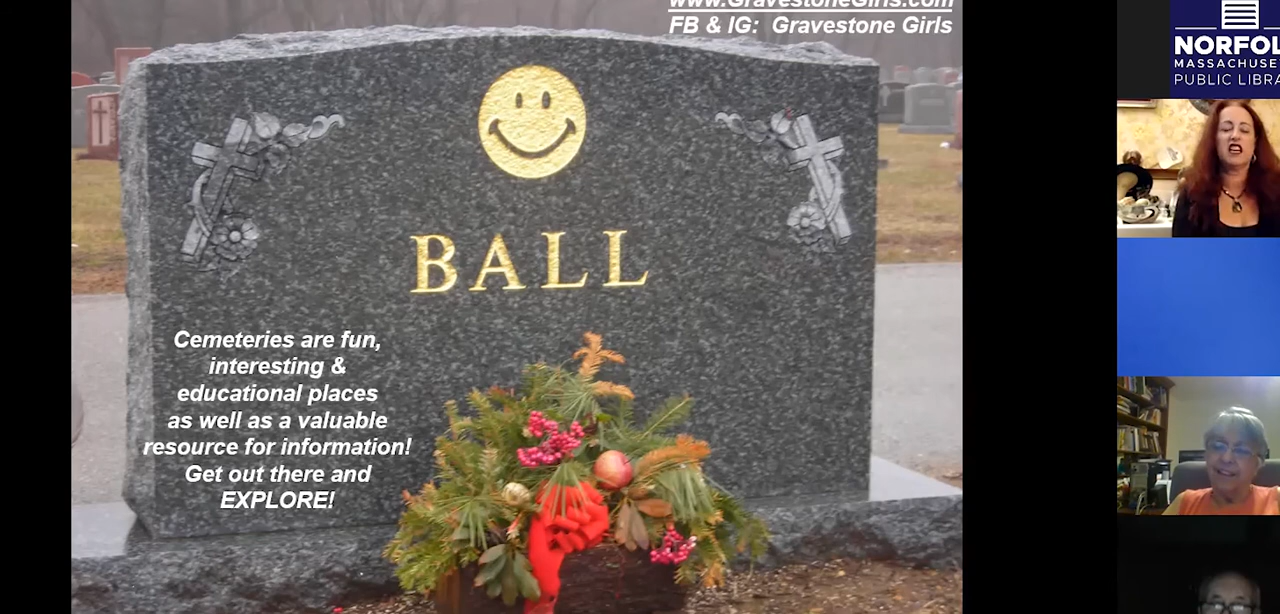 www.GravestoneGirls.com
FB & IG: Gravestone Girls
BALL
Cemeteries are fun,
interesting &
educational places
as well as a valuable
resource for information!
Get out there and
EXPLORE!
NORFOL
MASSACHUSE
PUBLIC LIBRA